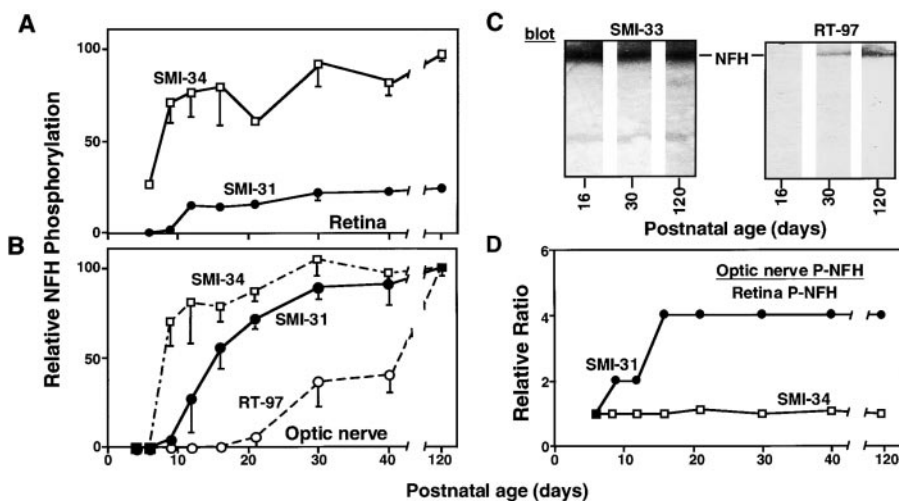 A
100
50
0
SMI-34
SMI-31
Retina
Relative NFH Phosphorylation
B
100
50
0
SMI-34
SMI-31
RT-97
Optic nerve
0 10 20 30 40 120
Postnatal age (days)
C
blot SMI-33 RT-97
NFH
16 30 120 16 30 120
Postnatal age (days)
D
6
4
2
0
Relative Ratio
Optic nerve P-NFH
Retina P-NFH
SMI-31
SMI-34
0 10 20 30 40 120